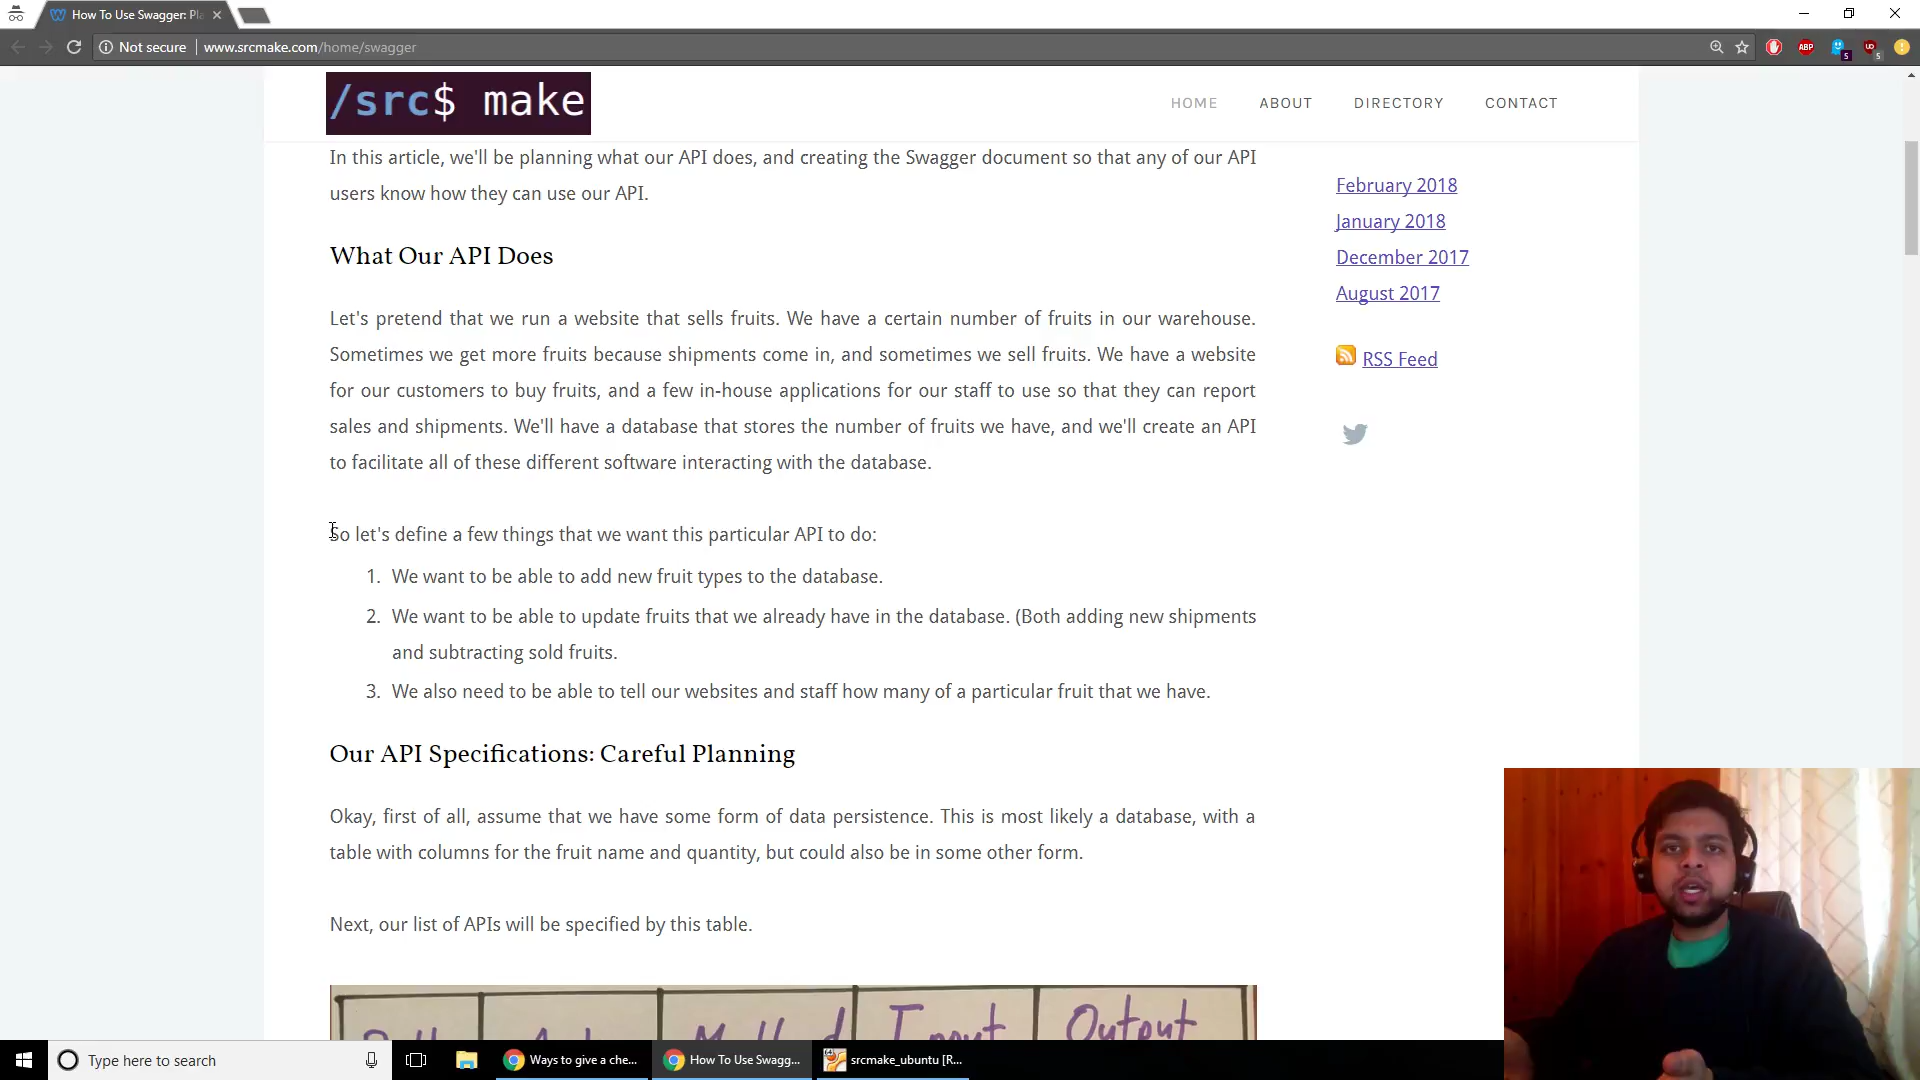 How To Use Swagger: Pl
Not secure | www.srcmake.com/home/swagger
ABP
5
UD
5
/src$ make
HOME ABOUT DIRECTORY CONTACT
In this article, we'll be planning what our API does, and creating the Swagger document so that any of our API
users know how they can use our API.
What Our API Does
Let's pretend that we run a website that sells fruits. We have a certain number of fruits in our warehouse.
Sometimes we get more fruits because shipments come in, and sometimes we sell fruits. We have a website
for our customers to buy fruits, and a few in-house applications for our staff to use so that they can report
sales and shipments. We'll have a database that stores the number of fruits we have, and we'll create an API
to facilitate all of these different software interacting with the database.
So let's define a few things that we want this particular API to do:
1. We want to be able to add new fruit types to the database.
2. We want to be able to update fruits that we already have in the database. (Both adding new shipments
and subtracting sold fruits.
3. We also need to be able to tell our websites and staff how many of a particular fruit that we have.
Our API Specifications: Careful Planning
Okay, first of all, assume that we have some form of data persistence. This is most likely a database, with a
table with columns for the fruit name and quantity, but could also be in some other form.
Next, our list of APIs will be specified by this table.
Method Input Output
February 2018
January 2018
December 2017
August 2017
RSS Feed
Type here to search
Ways to give a che...
How To Use Swagg...
srcmake_ubuntu [R...